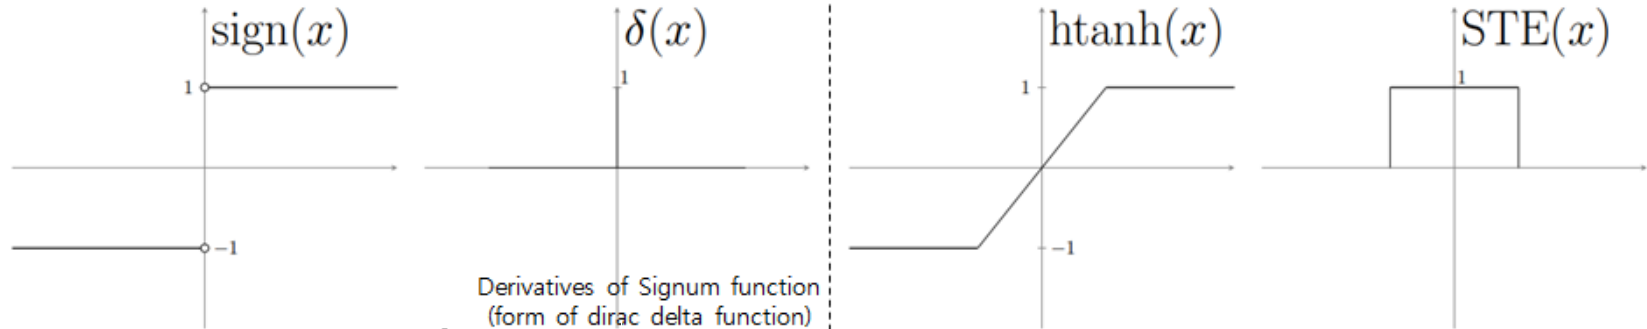 sign(x)
1
−1
δ(x)
1
Derivatives of Signum function
(form of dirac delta function)
htanh(x)
1
−1
STE(x)
1